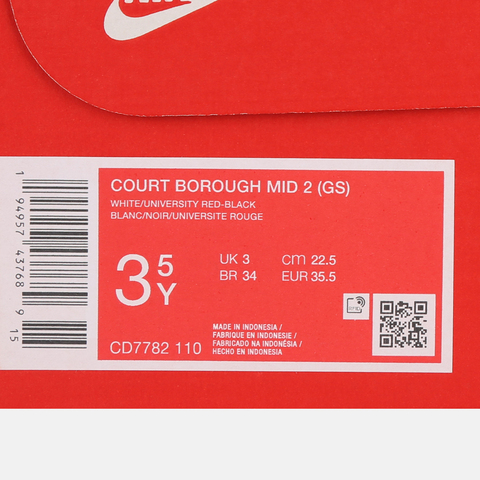 COURT BOROUGH MID 2 (GS)
WHITE/UNIVERSITY RED-BLACK
BLANC/NOIR/UNIVERSITE ROUGE
3 5 Y
UK 3 cm 22.5
BR 34 EUR 35.5
CD7782 110
MADE IN INDONESIA /
FABRIQUE EN INDONESIE /
FABRICADO NA INDONÉSIA /
HECHO EN INDONESIA
1 94957 43768 9 15